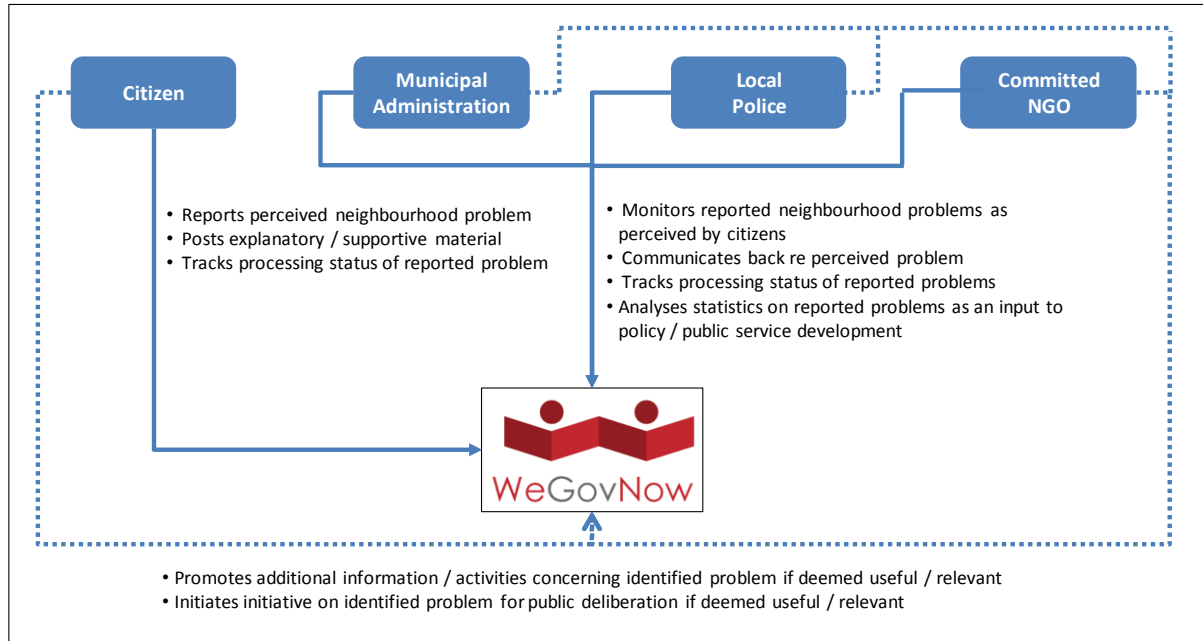 Citizen
Municipal
Administration
Local
Police
Committed
NGO
• Reports perceived neighbourhood problem
• Posts explanatory / supportive material
• Tracks processing status of reported problem
• Monitors reported neighbourhood problems as
perceived by citizens
• Communicates back re perceived problem
• Tracks processing status of reported problems
• Analyses statistics on reported problems as an input to
policy / public service development
WeGovNow
• Promotes additional information / activities concerning identified problem if deemed useful / relevant
• Initiates initiative on identified problem for public deliberation if deemed useful / relevant